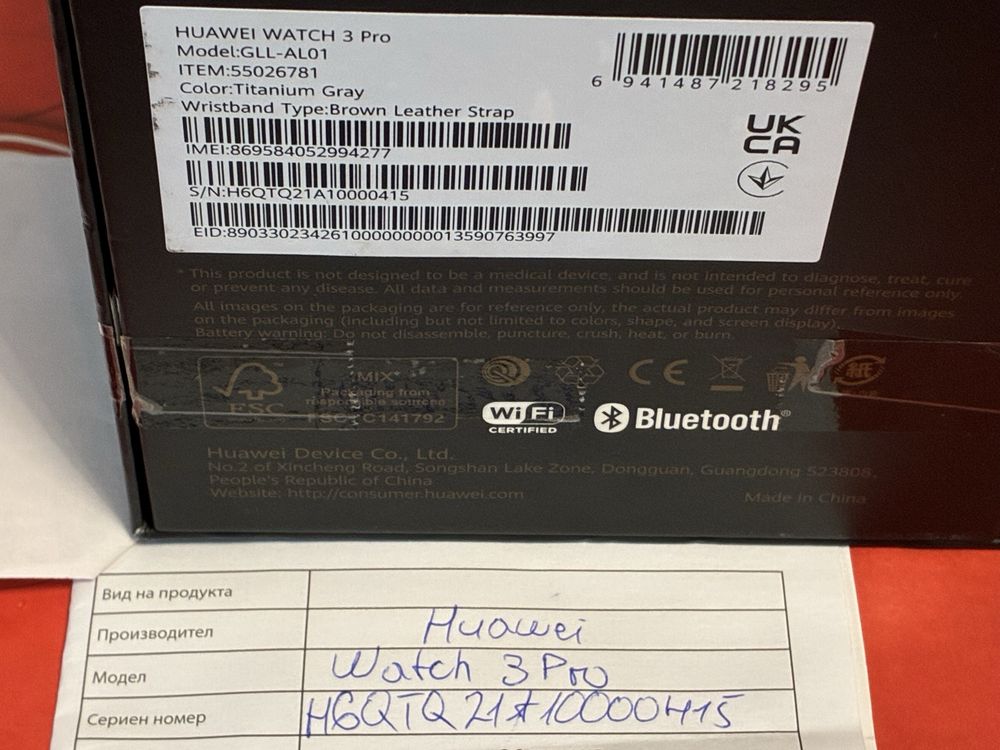 HUAWEI WATCH 3 Pro
Model:GLL-AL01
ITEM:55026781
Color:Titanium Gray
Wristband Type:Brown Leather Strap
6 941487 218295
IMEI:869584052994277
S/N:H6QTQ21A10000415
EID:89033023426100000000013590763997
UK
CA
* This product is not designed to be a medical device, and is not intended to diagnose, treat, cure
or prevent any disease. All data and measurements should be used for personal reference only.
All images on the packaging are for reference only, the actual product may differ from images
on the packaging (including but not limited to colors, shape, and screen display).
Battery warning: Do not disassemble, puncture, crush, heat, or burn.
FSC
MIX
Packaging from
responsible sources
FSC C141792
CE
紙
Wi Fi
CERTIFIED
Bluetooth®
Huawei Device Co., Ltd.
No.2 of Xincheng Road, Songshan Lake Zone, Dongguan, Guangdong 523808,
People's Republic of China
Website: http://consumer.huawei.com
Made in China
Вид на продукта
Производител Huawei
Модел Watch 3 Pro
Сериен номер H6QTQ21A10000415